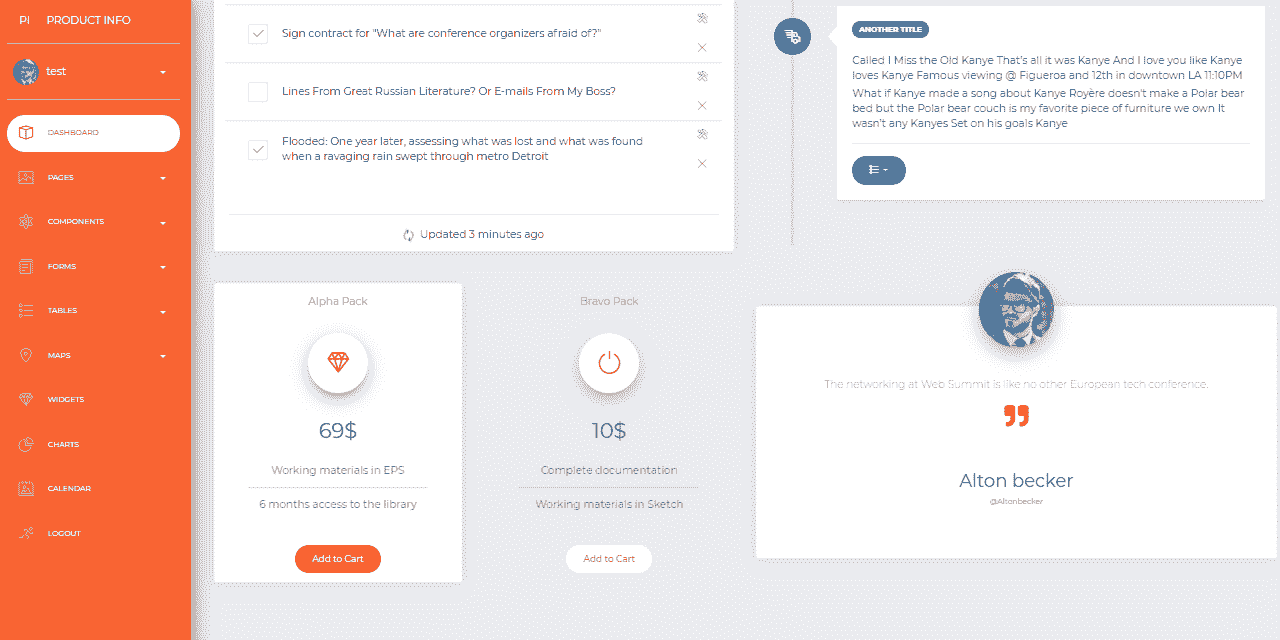 PI PRODUCT INFO
test
DASHBOARD
PAGES
COMPONENTS
FORMS
TABLES
MAPS
WIDGETS
CHARTS
CALENDAR
LOGOUT
Sign contract for "What are conference organizers afraid of?"
Lines From Great Russian Literature? Or E-mails From My Boss?
Flooded: One year later, assessing what was lost and what was found
when a ravaging rain swept through metro Detroit
Updated 3 minutes ago
ANOTHER TITLE
Called I Miss the Old Kanye That's all it was Kanye And I love you like Kanye
loves Kanye Famous viewing @ Figueroa and 12th in downtown LA 11:10PM
What if Kanye made a song about Kanye Royère doesn't make a Polar bear
bed but the Polar bear couch is my favorite piece of furniture we own It
wasn't any Kanyes Set on his goals Kanye
Alpha Pack
69$
Working materials in EPS
6 months access to the library
Add to Cart
Bravo Pack
10$
Complete documentation
Working materials in Sketch
Add to Cart
The networking at Web Summit is like no other European tech conference.
Alton becker
@Altonbecker